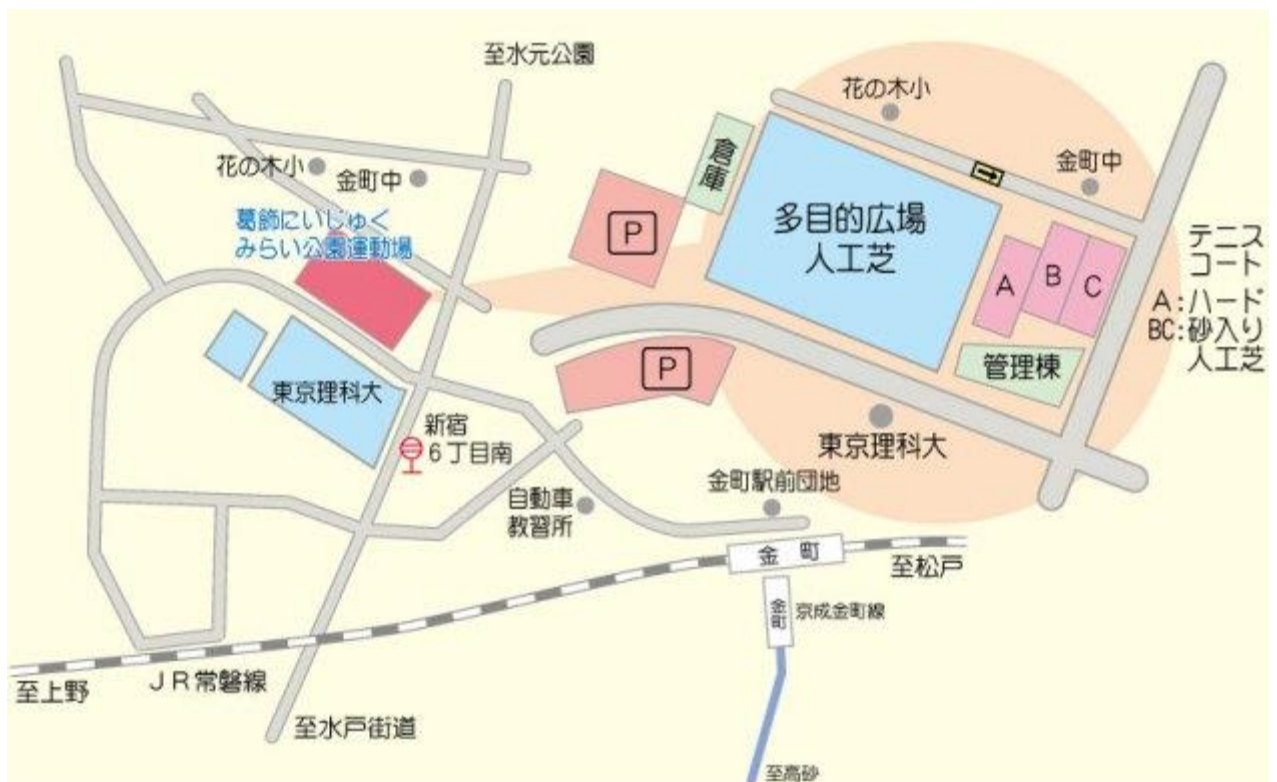 至水元公園
花の木小
金町中
葛飾にいじゅく
みらい公園運動場
東京理科大
新宿
6丁目南
自動車
教習所
金町駅前団地
金町
至松戸
金町
京成金町線
至上野
JR常磐線
至水戸街道
至高砂
花の木小
金町中
倉庫
P
多目的広場
人工芝
A
B
C
テニス
コート
A:ハード
BC:砂入り
人工芝
管理棟
P
東京理科大